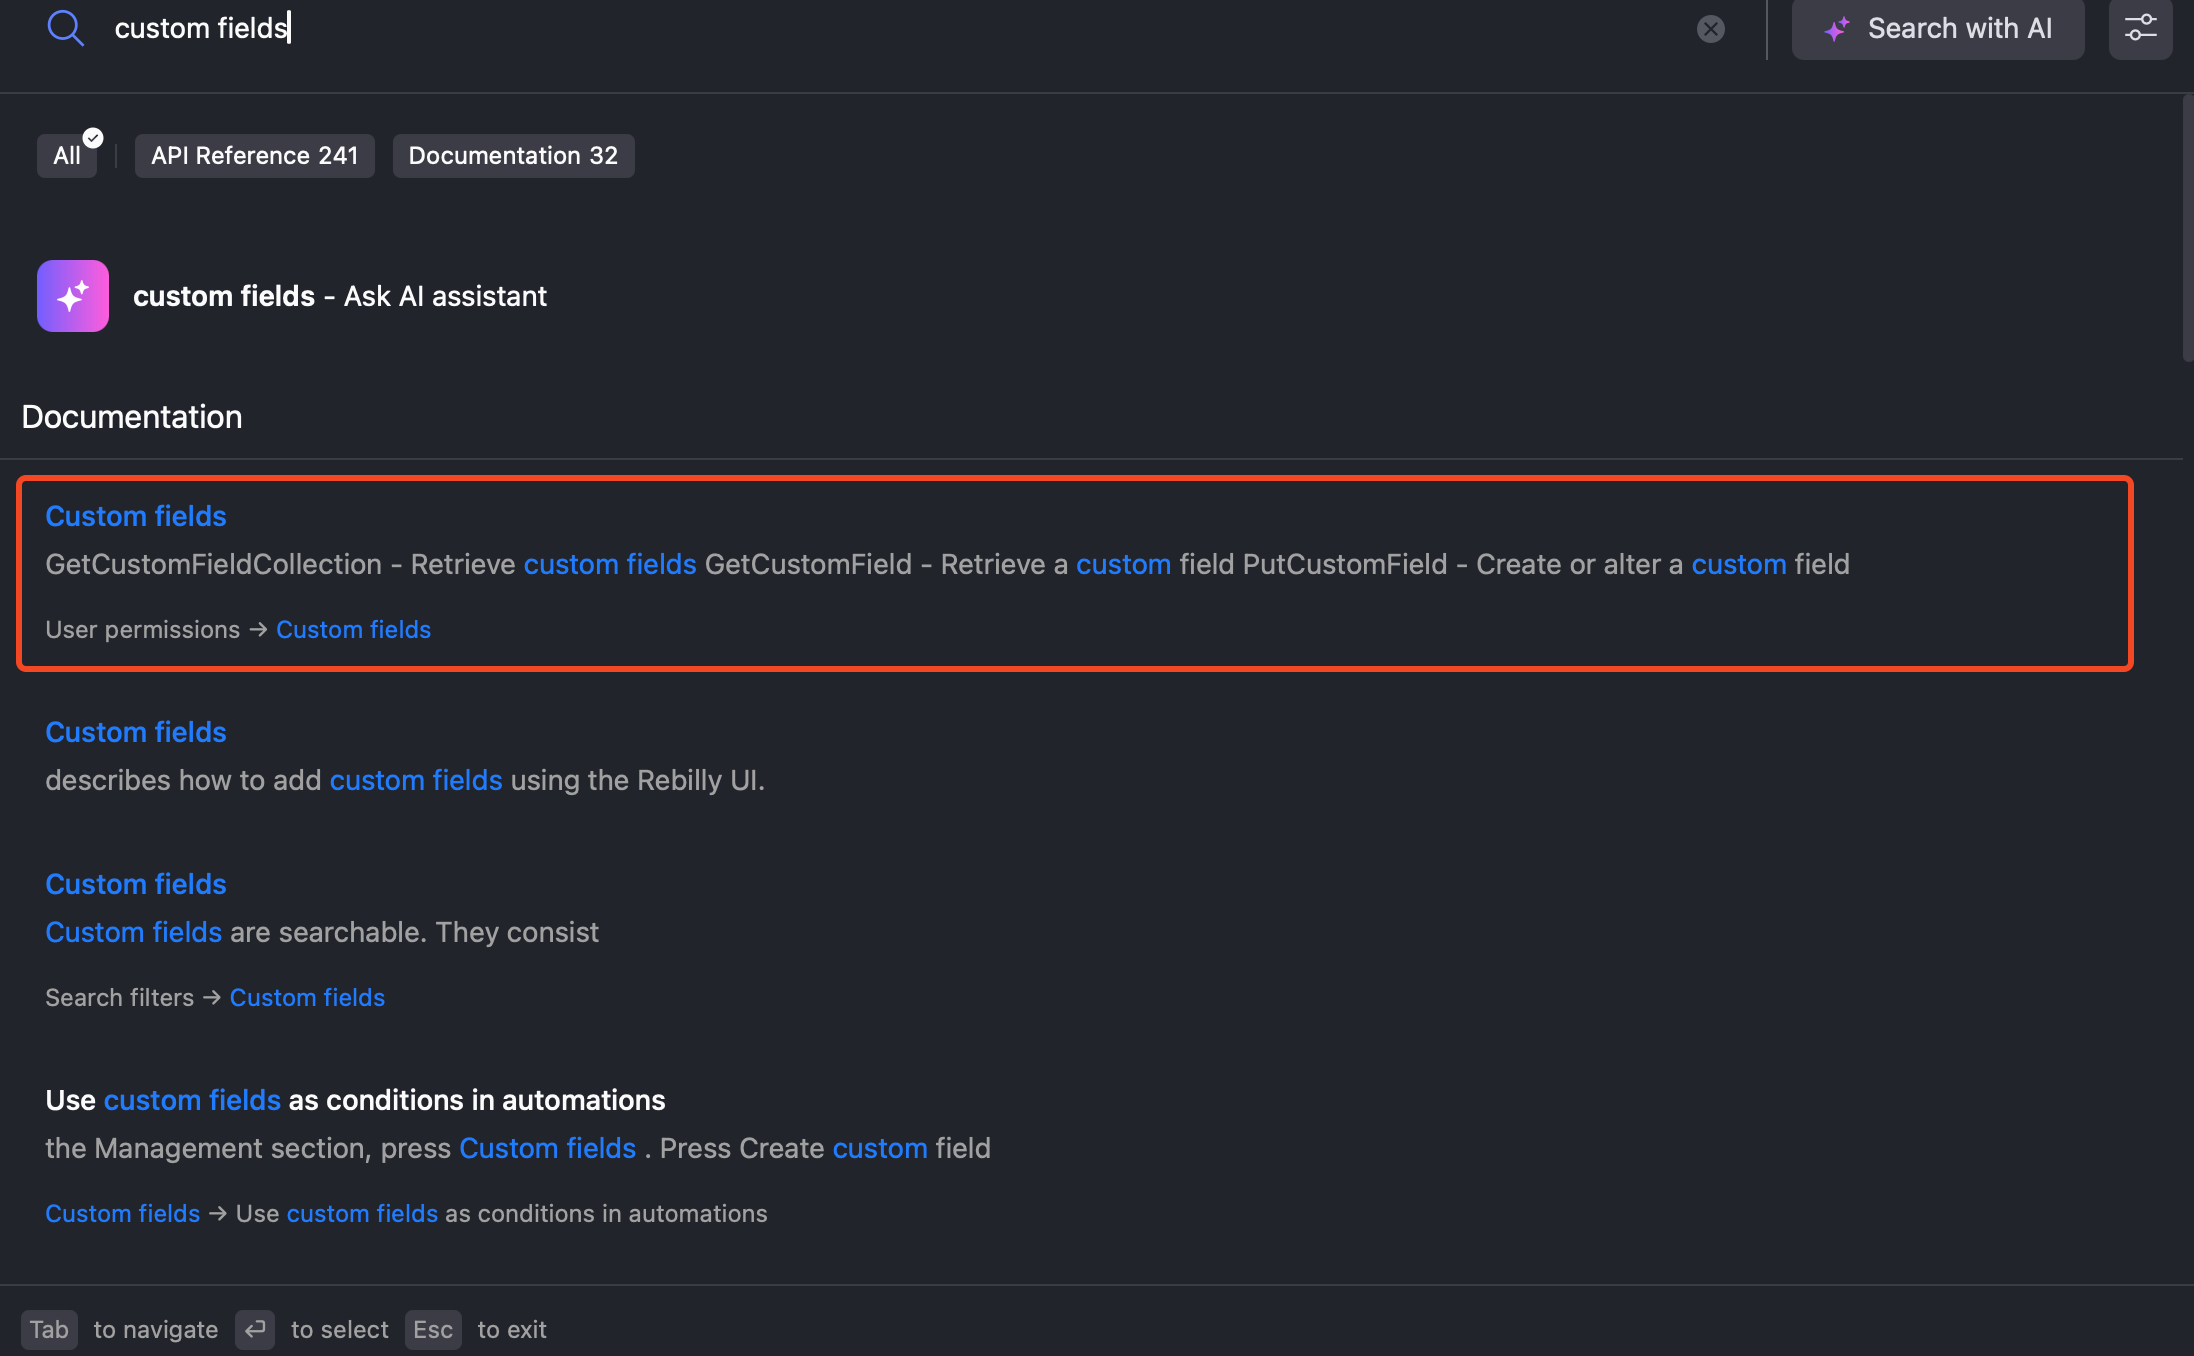 custom fields
Search with AI
All
API Reference 241
Documentation 32
custom fields - Ask AI assistant
Documentation
Custom fields
GetCustomFieldCollection - Retrieve custom fields GetCustomField - Retrieve a custom field PutCustomField - Create or alter a custom field
User permissions → Custom fields
Custom fields
describes how to add custom fields using the Rebilly UI.
Custom fields
Custom fields are searchable. They consist
Search filters → Custom fields
Use custom fields as conditions in automations
the Management section, press Custom fields . Press Create custom field
Custom fields → Use custom fields as conditions in automations
Tab to navigate ↵ to select Esc to exit